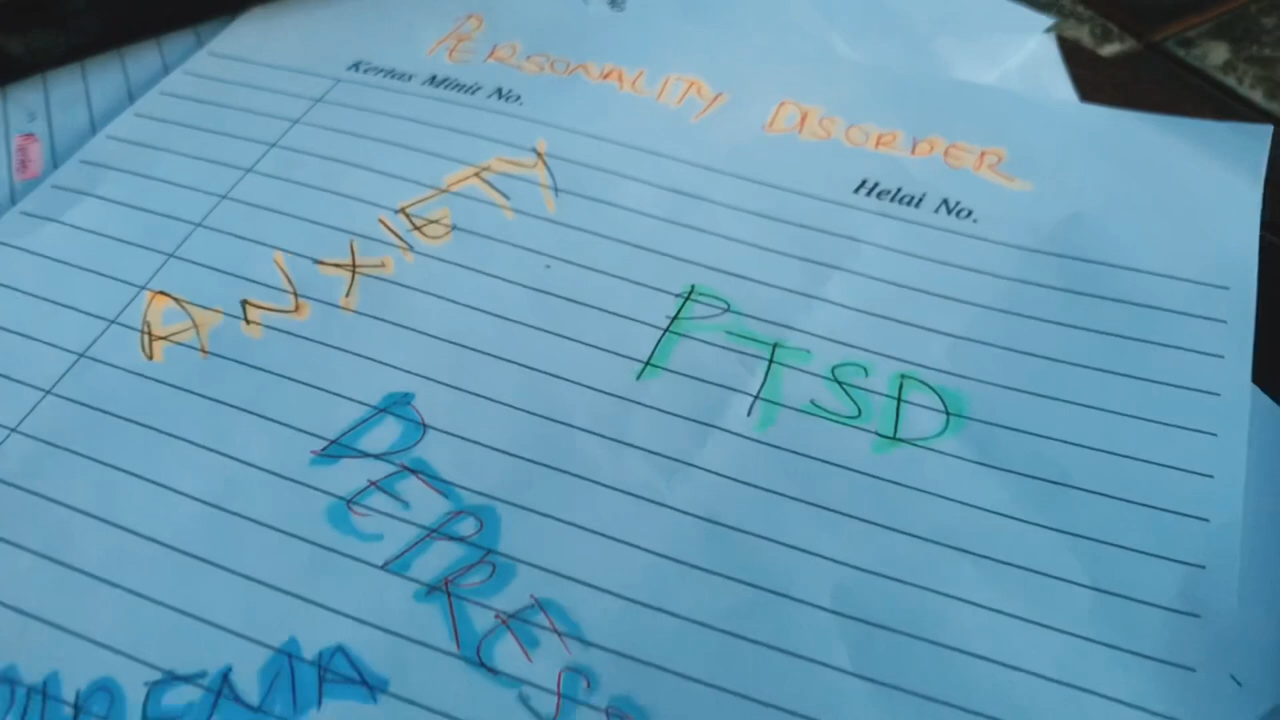 PERSONALITY DISORDER
Kertas Minit No.
Helai No.
ANXIETY
PTSD
DEPRES